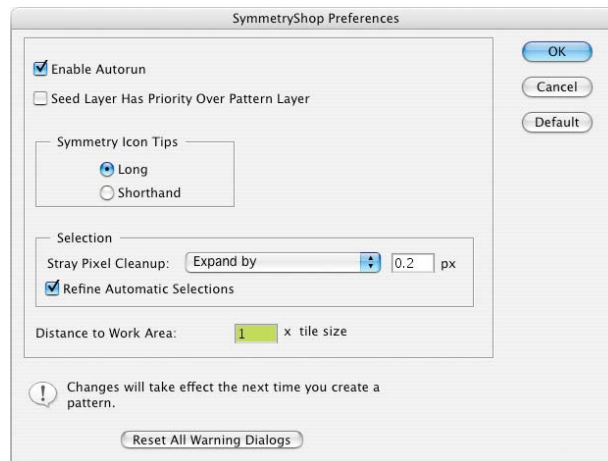 SymmetryShop Preferences
Enable Autorun
Seed Layer Has Priority Over Pattern Layer
Symmetry Icon Tips
Long
Shorthand
Selection
Stray Pixel Cleanup: Expand by 0.2 px
Refine Automatic Selections
Distance to Work Area: 1 x tile size
! Changes will take effect the next time you create a
pattern.
Reset All Warning Dialogs
OK
Cancel
Default